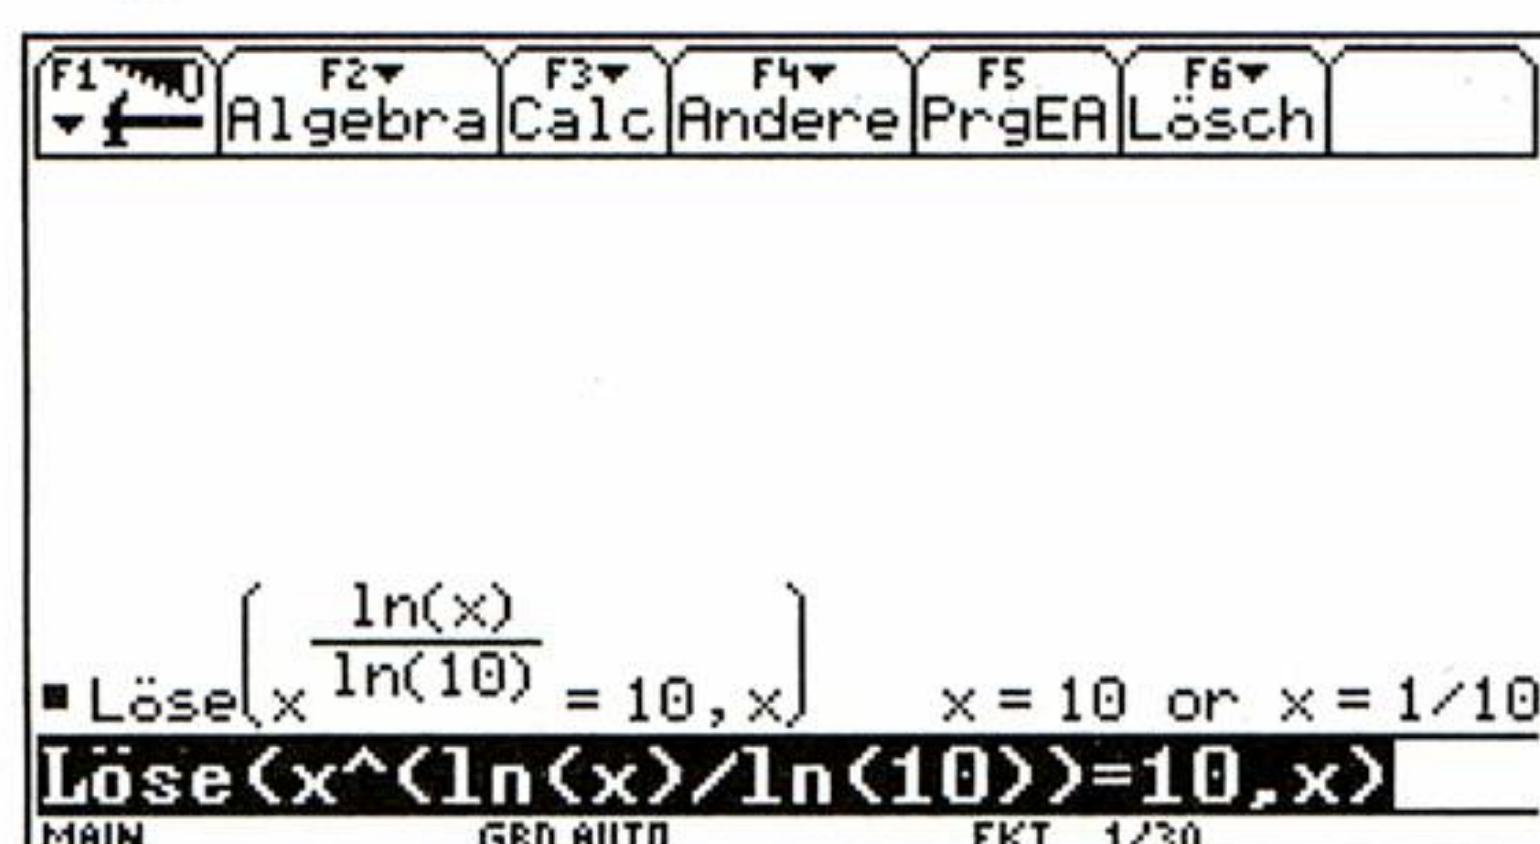 F1 F2 F3 F4 F5 F6
Algebra Calc Andere PrgEA Lösch
ln(x)
ln(10)
Löse(x = 10, x) x = 10 or x = 1/10
Löse(x^(ln(x)/ln(10))=10,x)
MAIN GRD AUTO FKT 1/30